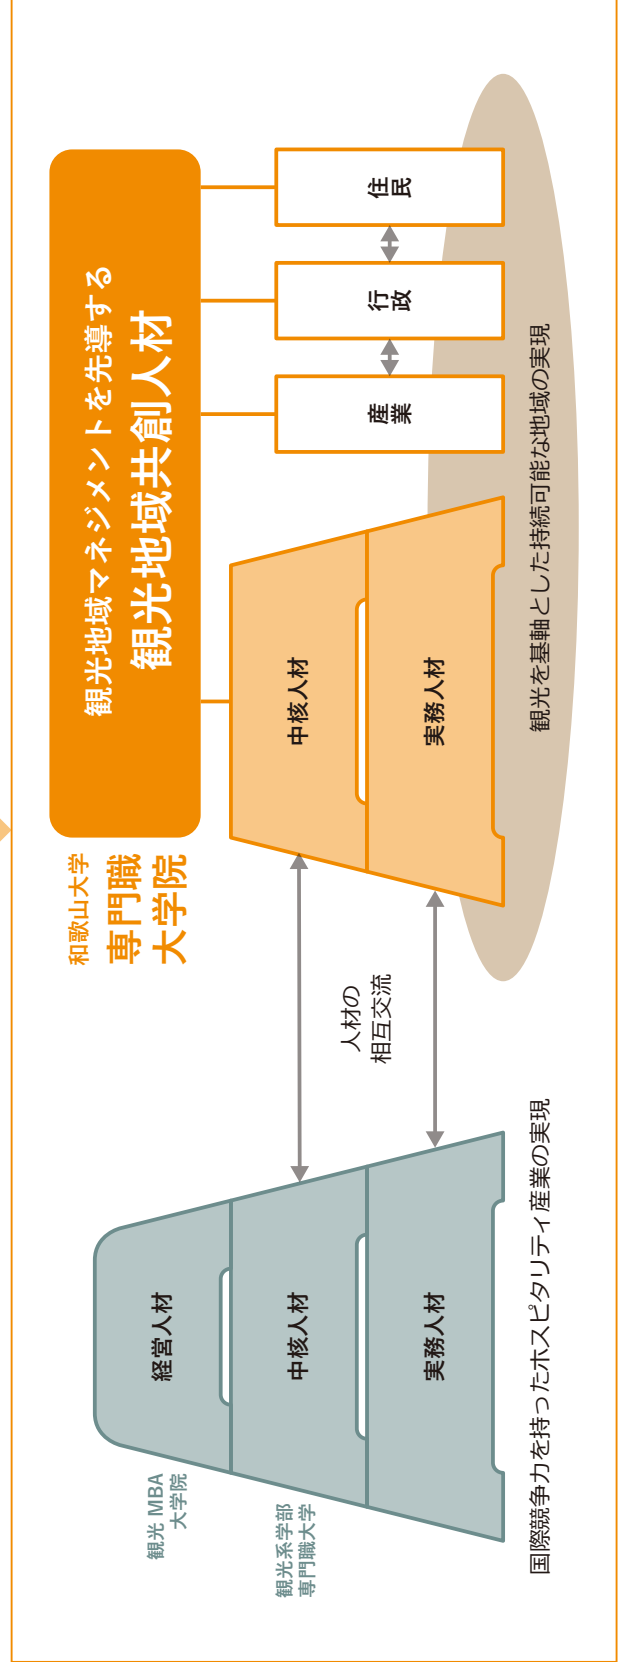 観光 MBA
大学院
観光系学部
専門職大学
経営人材
中核人材
実務人材
国際競争力を持ったホスピタリティ産業の実現
人材の
相互交流
和歌山大学
専門職
大学院
観光地域マネジメントを先導する
観光地域共創人材
中核人材
実務人材
産業
行政
住民
観光を基軸とした持続可能な地域の実現